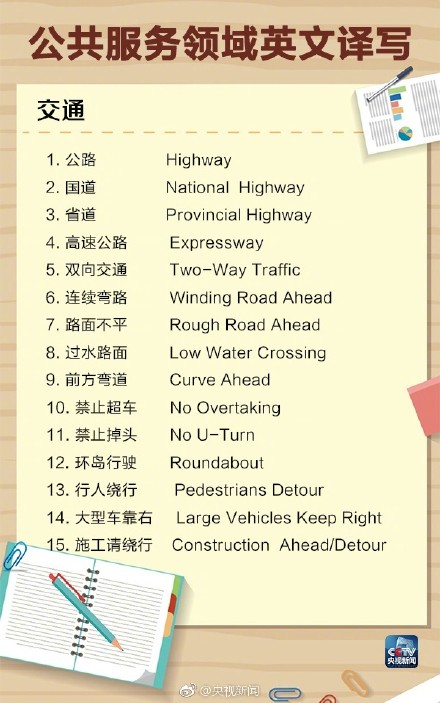 公共服务领域英文译写
交通
1. 公路 Highway
2. 国道 National Highway
3. 省道 Provincial Highway
4. 高速公路 Expressway
5. 双向交通 Two-Way Traffic
6. 连续弯路 Winding Road Ahead
7. 路面不平 Rough Road Ahead
8. 过水路面 Low Water Crossing
9. 前方弯道 Curve Ahead
10. 禁止超车 No Overtaking
11. 禁止掉头 No U-Turn
12. 环岛行驶 Roundabout
13. 行人绕行 Pedestrians Detour
14. 大型车靠右 Large Vehicles Keep Right
15. 施工请绕行 Construction Ahead/Detour
CCTV
央视新闻
@央视新闻